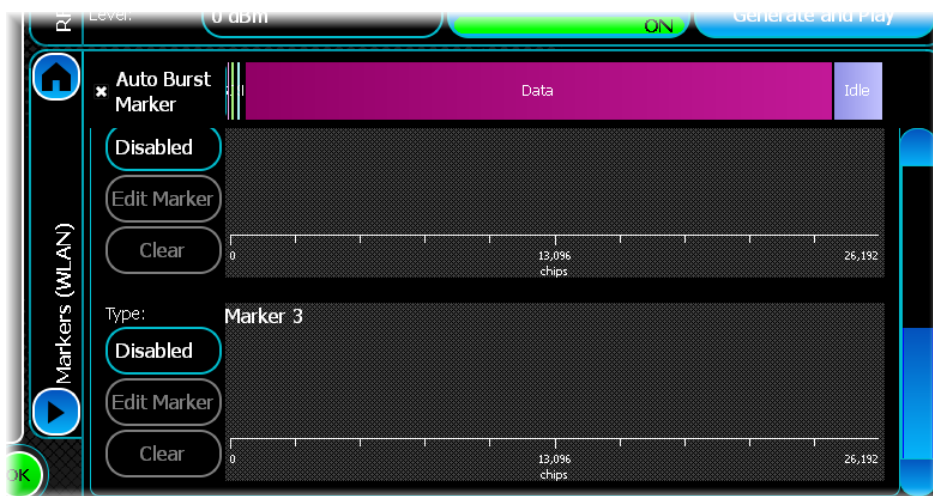 RF
Level:
0 dBm
ON
Generate and Play
Auto Burst
Marker
Data
Idle
Disabled
Edit Marker
Clear
0
13,096
26,192
chips
Markers (WLAN)
Type:
Marker 3
Disabled
Edit Marker
Clear
0
13,096
26,192
chips
OK